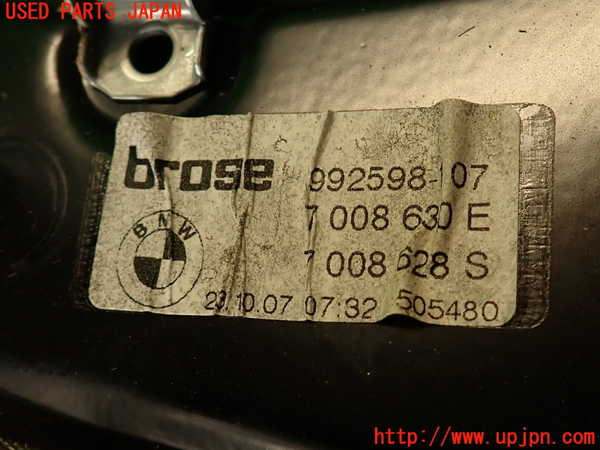 USED PARTS JAPAN
brose 992598-107
7 008 630 E
BMW
7 008 628 S
23.10.07 07:32 505480
http://www.upjpn.com/